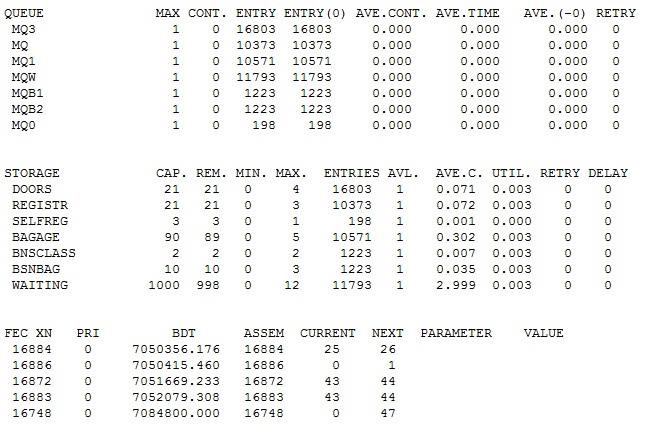 QUEUE MAX CONT. ENTRY ENTRY(0) AVE.CONT. AVE.TIME AVE.(-0) RETRY
MQ3 1 0 16803 16803 0.000 0.000 0.000 0
MQ 1 0 10373 10373 0.000 0.000 0.000 0
MQ1 1 0 10571 10571 0.000 0.000 0.000 0
MQW 1 0 11793 11793 0.000 0.000 0.000 0
MQB1 1 0 1223 1223 0.000 0.000 0.000 0
MQB2 1 0 1223 1223 0.000 0.000 0.000 0
MQ0 1 0 198 198 0.000 0.000 0.000 0
STORAGE CAP. REM. MIN. MAX. ENTRIES AVL. AVE.C. UTIL. RETRY DELAY
DOORS 21 21 0 4 16803 1 0.071 0.003 0 0
REGISTR 21 21 0 3 10373 1 0.072 0.003 0 0
SELFREG 3 3 0 1 198 1 0.001 0.000 0 0
BAGAGE 90 89 0 5 10571 1 0.302 0.003 0 0
BNSCLASS 2 2 0 2 1223 1 0.007 0.003 0 0
BSNBAG 10 10 0 3 1223 1 0.035 0.003 0 0
WAITING 1000 998 0 12 11793 1 2.999 0.003 0 0
FEC XN PRI BDT ASSEM CURRENT NEXT PARAMETER VALUE
16884 0 7050356.176 16884 25 26
16886 0 7050415.460 16886 0 1
16872 0 7051669.233 16872 43 44
16883 0 7052079.308 16883 43 44
16748 0 7084800.000 16748 0 47